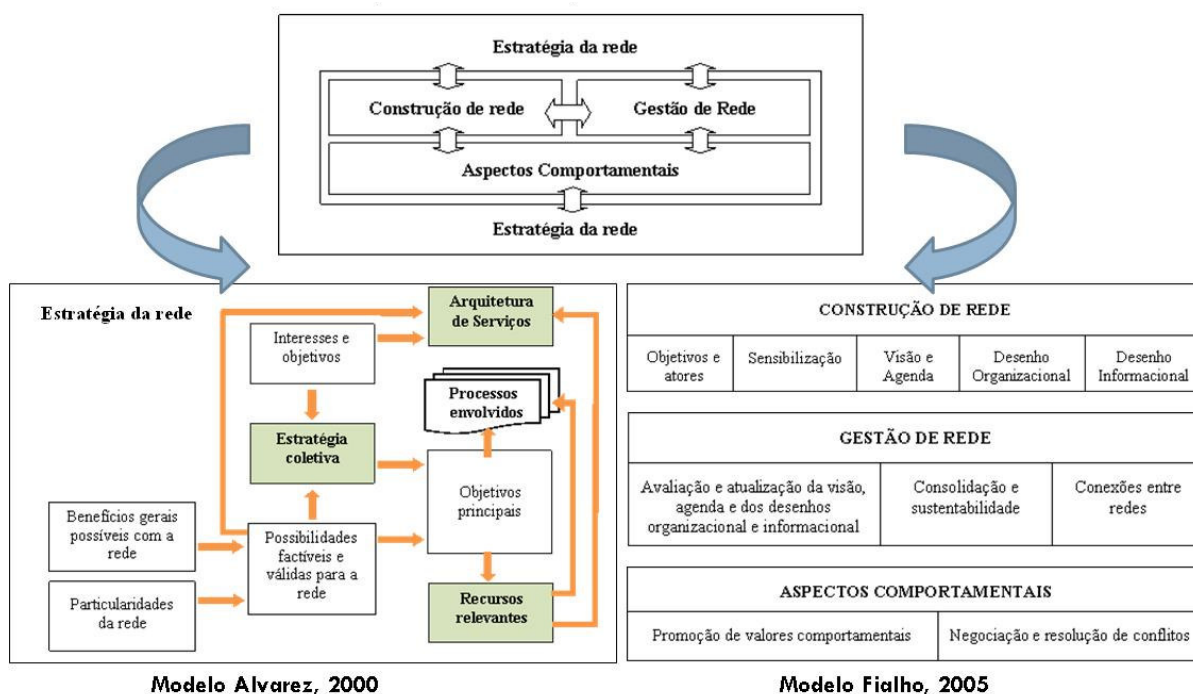 Estratégia da rede
Construção de rede
Gestão de Rede
Aspectos Comportamentais
Estratégia da rede
Estratégia da rede
Arquitetura
de Serviços
Interesses e
objetivos
Processos
envolvidos
Estratégia
coletiva
Objetivos
principais
Benefícios gerais
possíveis com a
rede
Possibilidades
factíveis e
válidas para a
rede
Particularidades
da rede
Recursos
relevantes
Modelo Alvarez, 2000
CONSTRUÇÃO DE REDE
Objetivos e
atores
Sensibilização
Visão e
Agenda
Desenho
Organizacional
Desenho
Informacional
GESTÃO DE REDE
Avaliação e atualização da visão,
agenda e dos desenhos
organizacional e informacional
Consolidação e
sustentabilidade
Conexões entre
redes
ASPECTOS COMPORTAMENTAIS
Promoção de valores comportamentais
Negociação e resolução de conflitos
Modelo Fialho, 2005